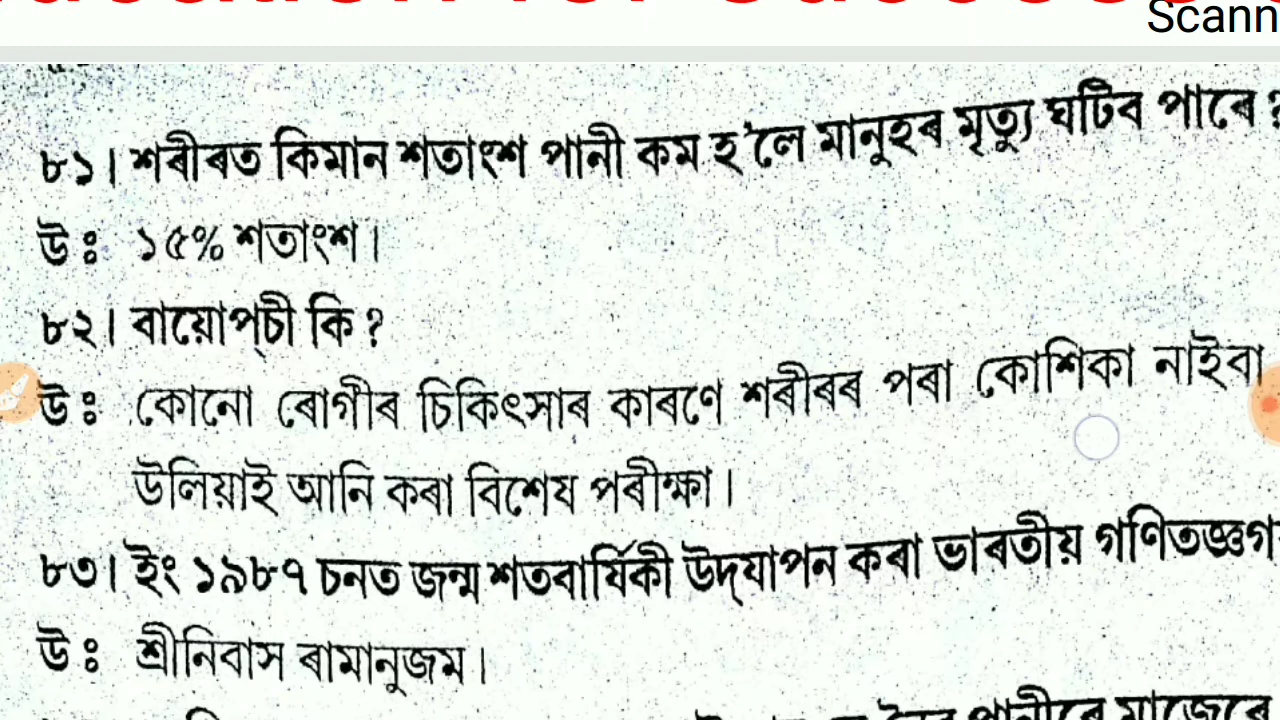 Scann
৮১। শৰীৰত কিমান শতাংশ পানী কম হ'লে মানুহৰ মৃত্যু ঘটিব পাৰে?
উঃ ১৫% শতাংশ।
৮২। বায়োপ্‌চী কি?
উঃ কোনো ৰোগীৰ চিকিৎসাৰ কাৰণে শৰীৰৰ পৰা কোশিকা নাইবা
উলিয়াই আনি কৰা বিশেষ পৰীক্ষা।
৮৩। ইং ১৯৮৭ চনত জন্ম শতবাৰ্ষিকী উদ্‌যাপন কৰা ভাৰতীয় গণিতজ্ঞগ
উঃ শ্ৰীনিবাস ৰামানুজম।